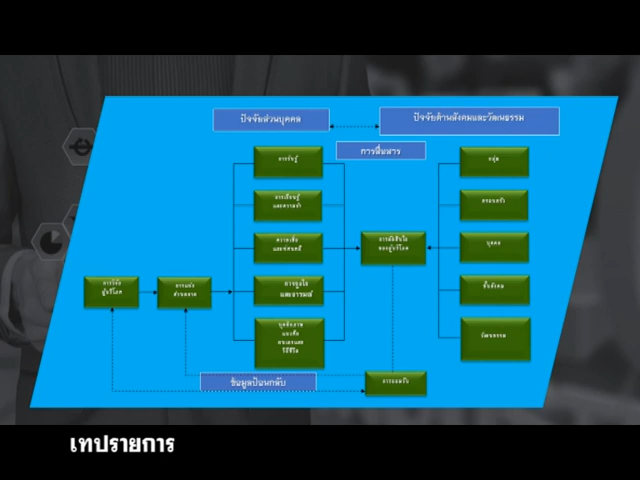 ปัจจัยส่วนบุคคล
ปัจจัยด้านสังคมและวัฒนธรรม
การสื่อสาร
การรับรู้
การเรียนรู้
และความจำ
ความเชื่อ
และทัศนคติ
แรงจูงใจ
และอารมณ์
บุคลิกภาพ
วิถีชีวิต
การวิจัย
ผู้บริโภค
การแบ่ง
ส่วนตลาด
การตัดสินใจ
ของผู้บริโภค
กลุ่ม
ครอบครัว
บุคคล
ชั้นสังคม
วัฒนธรรม
ข้อมูลป้อนกลับ
การยอมรับ
เทปรายการ